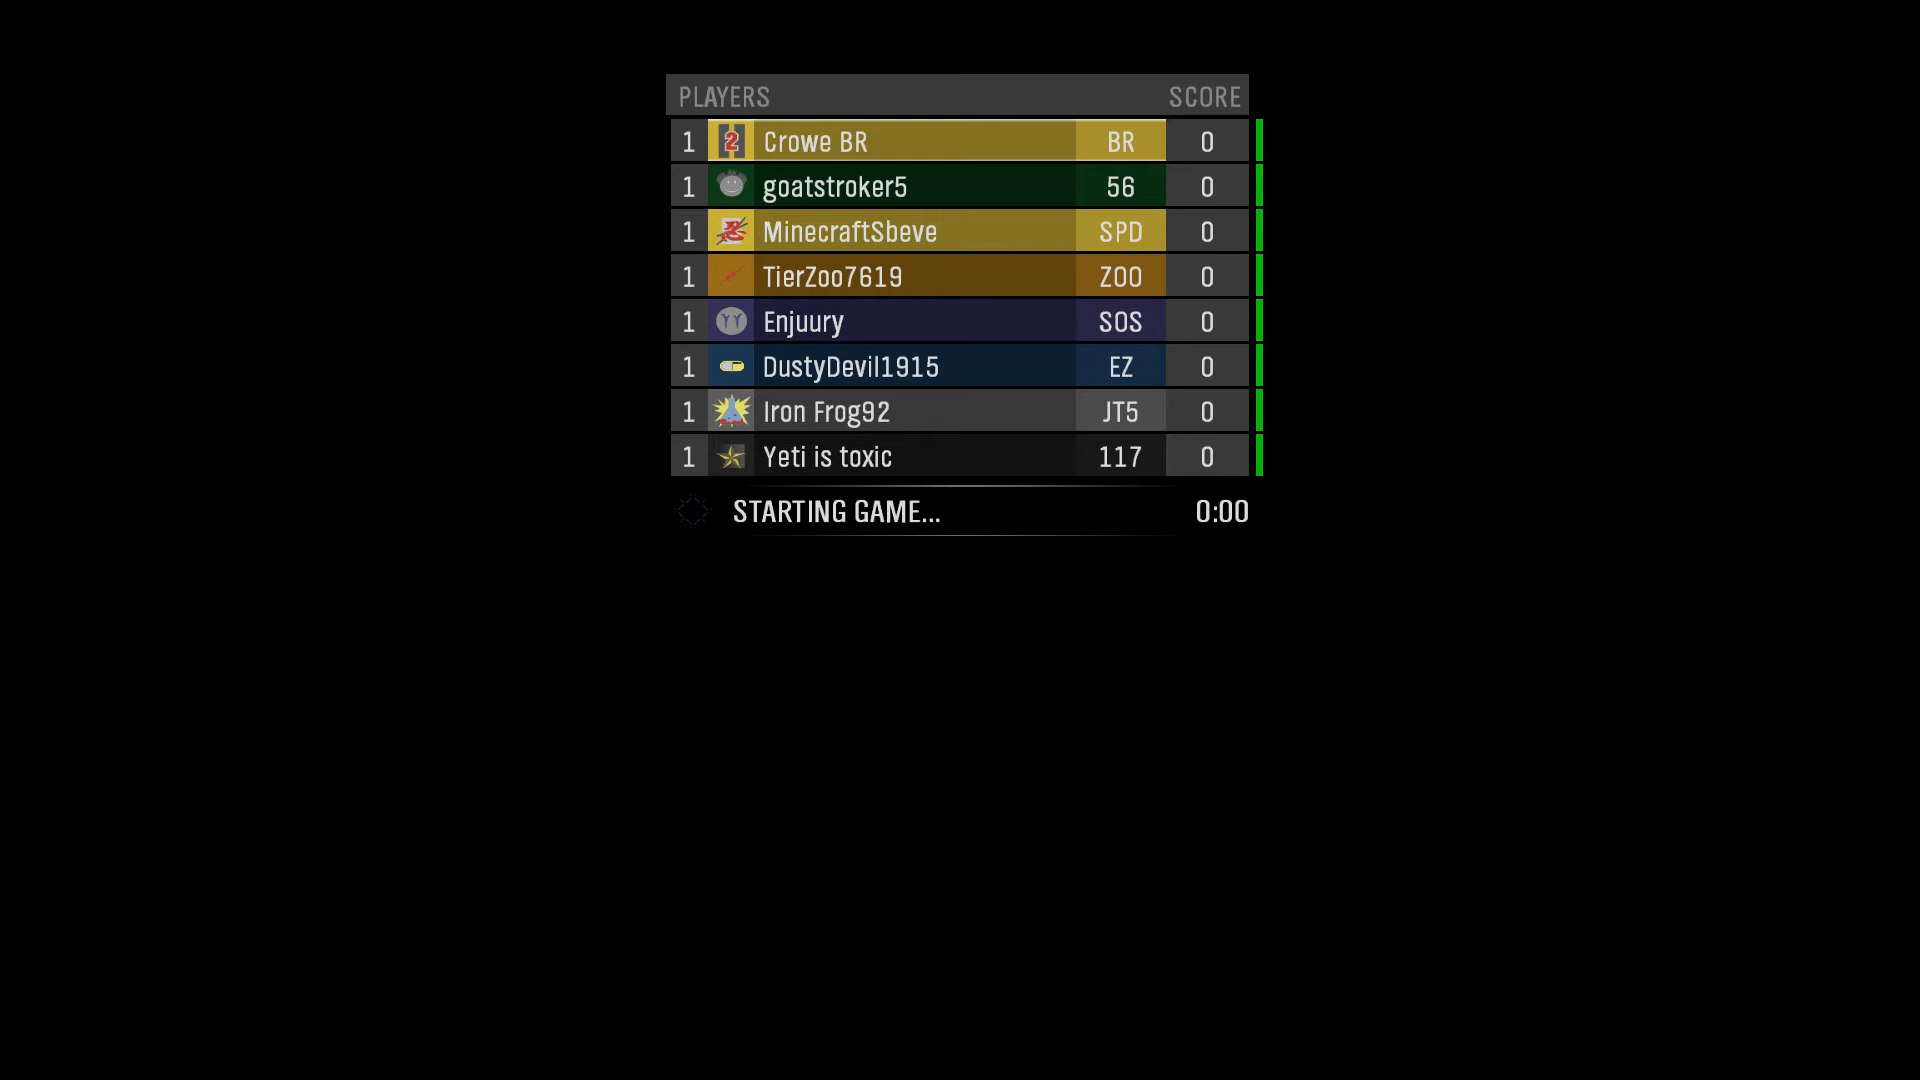 PLAYERS SCORE
1 2 Crowe BR BR 0
1 goatstroker5 56 0
1 忍 MinecraftSbeve SPD 0
1 TierZoo7619 ZOO 0
1 Enjuury SOS 0
1 DustyDevil1915 EZ 0
1 Iron Frog92 JT5 0
1 Yeti is toxic 117 0
STARTING GAME... 0:00